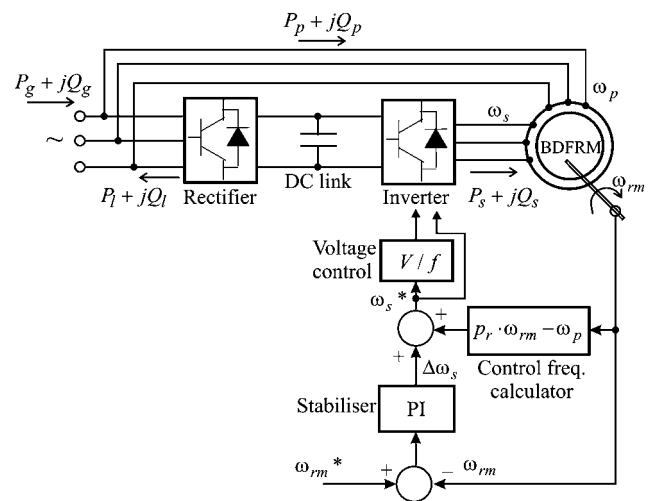 P_p + jQ_p
P_g + jQ_g
ω_p
ω_s
~
BDFRM
DC link
P_l + jQ_l
Rectifier
Inverter
P_s + jQ_s
ω_rm
Voltage
control
V / f
ω_s *
+
p_r · ω_rm − ω_p
+
Δω_s
Control freq.
calculator
Stabiliser
PI
ω_rm *
+
−
ω_rm